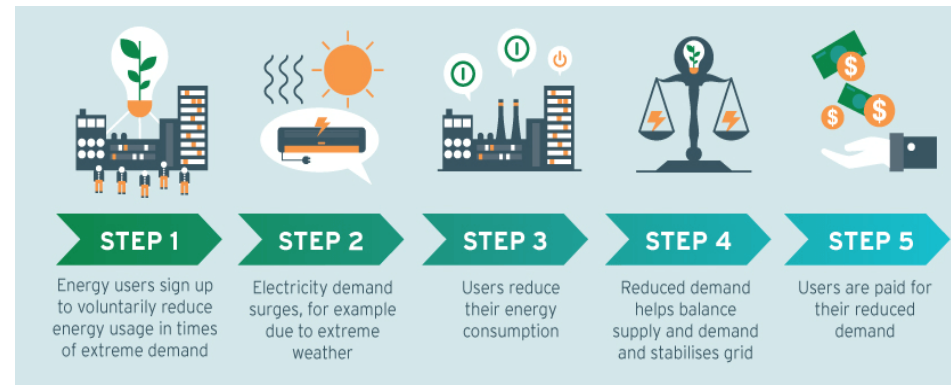 $
$
$
STEP 1
STEP 2
STEP 3
STEP 4
STEP 5
Energy users sign up
to voluntarily reduce
energy usage in times
of extreme demand
Electricity demand
surges, for example
due to extreme
weather
Users reduce
their energy
consumption
Reduced demand
helps balance
supply and demand
and stabilises grid
Users are paid for
their reduced
demand